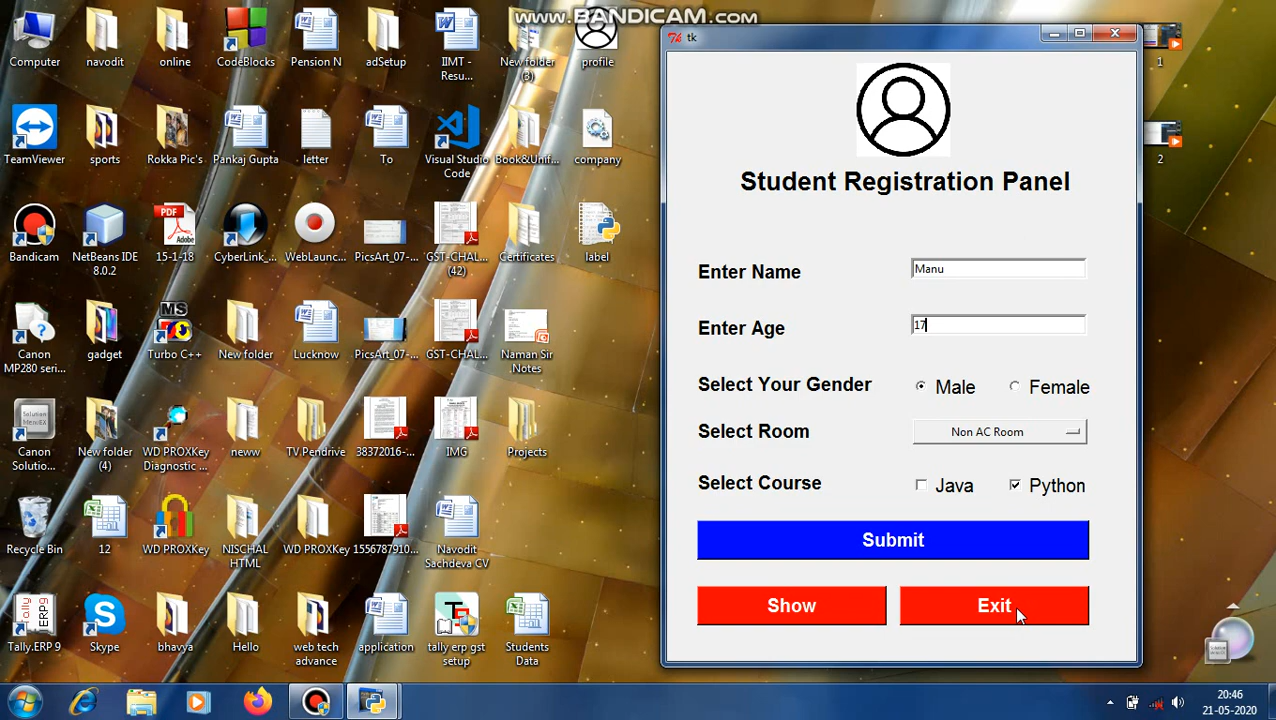 www.BANDICAM.com
Computer
navodit
online
CodeBlocks
Pension N
adSetup
IIMT -
Resu...
New folder
(3)
profile
TeamViewer
sports
Rokka Pic's
Pankaj Gupta
letter
To
Visual Studio
Code
Book&Unif...
company
Bandicam
NetBeans IDE
8.0.2
PDF
Adobe
15-1-18
CyberLink_...
WebLaunc...
PicsArt_07-...
GST-CHAL...
(42)
Certificates
label
Canon
MP280 seri...
gadget
MS
TC
Turbo C++
New folder
Lucknow
PicsArt_07-...
GST-CHAL...
Naman Sir
Notes
Solution
Menu EX
Canon
Solutio...
New folder
(4)
WD PROXKey
Diagnostic ...
neww
TV Pendrive
38372016-...
IMG
Projects
Recycle Bin
12
WD PROXKey
NISCHAL
HTML
WD PROXKey
1556787910...
Navodit
Sachdeva CV
Tally.ERP 9
Skype
bhavya
Hello
web tech
advance
application
tally erp gst
setup
Students
Data
tk
Student Registration Panel
Enter Name
Manu
Enter Age
17
Select Your Gender
Male
Female
Select Room
Non AC Room
Select Course
Java
Python
Submit
Show
Exit
1
2
20:46
21-05-2020